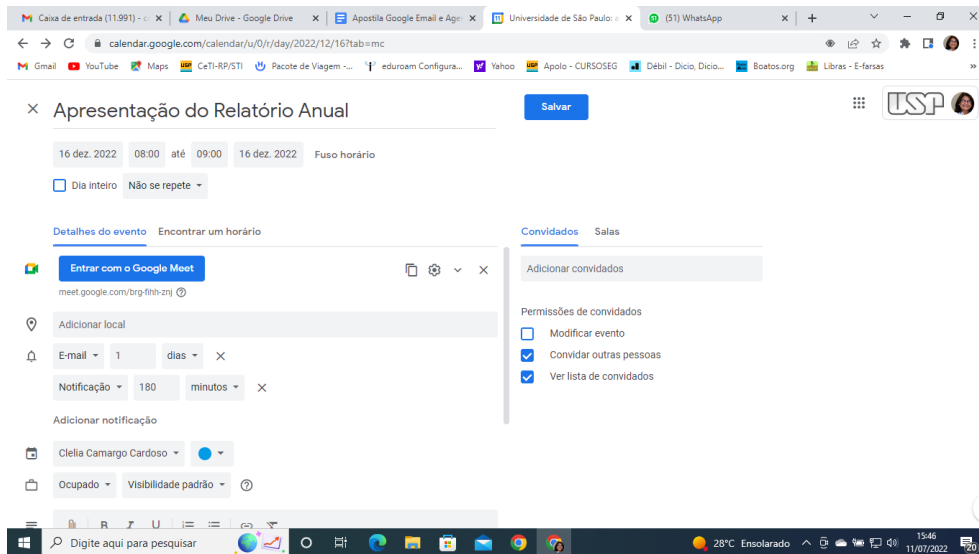 Caixa de entrada (11.991) - c
Meu Drive - Google Drive
Apostila Google Email e Age
Universidade de São Paulo: a
(51) WhatsApp
calendar.google.com/calendar/u/0/r/day/2022/12/16?tab=mc
Gmail YouTube Maps CeTI-RP/STI Pacote de Viagem -... eduroam Configura... Yahoo Apolo - CURSOSEG Débil - Dicio, Dicio... Boatos.org Libras - E-farsas »
Apresentação do Relatório Anual
Salvar
USP
16 dez. 2022 08:00 até 09:00 16 dez. 2022 Fuso horário
Dia inteiro Não se repete
Detalhes do evento Encontrar um horário
Convidados Salas
Entrar com o Google Meet
meet.google.com/brg-fihh-znj
Adicionar convidados
Adicionar local
Permissões de convidados
Modificar evento
E-mail 1 dias
Convidar outras pessoas
Ver lista de convidados
Notificação 180 minutos
Adicionar notificação
Clelia Camargo Cardoso
Ocupado Visibilidade padrão
B I U
Digite aqui para pesquisar
28°C Ensolarado
15:46
11/07/2022
20